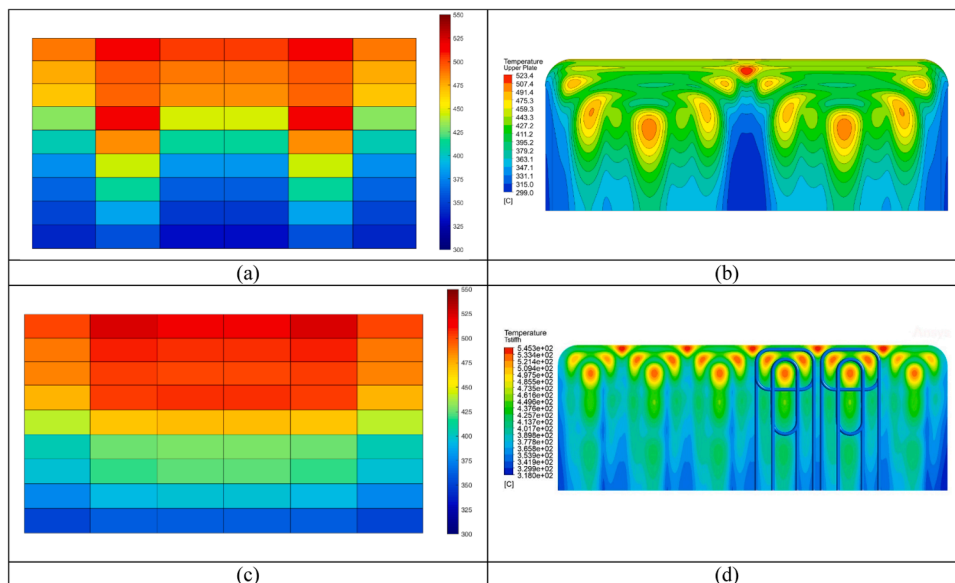 550
500
475
450
425
400
375
350
325
300
Temperature
Upper Plate
523.4
507.4
491.4
475.3
459.3
443.3
427.2
411.2
395.2
379.2
363.1
347.1
331.1
315.0
299.0
[C]
(a)
(b)
550
500
475
450
425
400
375
350
325
300
Temperature
Tstiffh
5.453e+02
5.334e+02
5.214e+02
5.094e+02
4.975e+02
4.855e+02
4.735e+02
4.616e+02
4.496e+02
4.376e+02
4.257e+02
4.137e+02
4.017e+02
3.898e+02
3.778e+02
3.658e+02
3.539e+02
3.419e+02
3.299e+02
3.180e+02
[C]
(c)
(d)